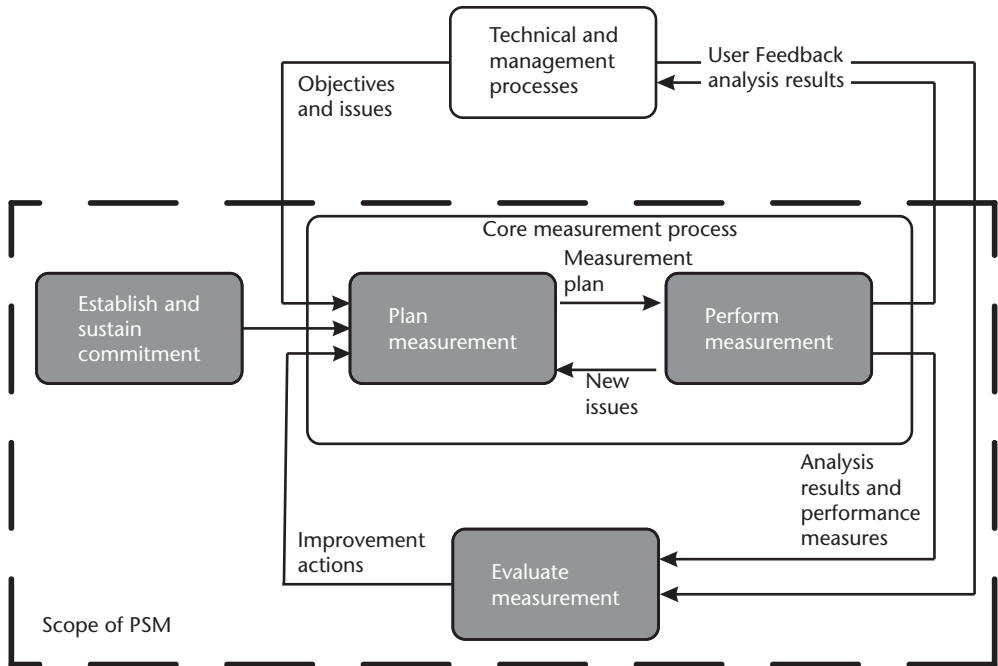 Technical and
management
processes
User Feedback
analysis results
Objectives
and issues
Core measurement process
Measurement
plan
Establish and
sustain
commitment
Plan
measurement
Perform
measurement
New
issues
Analysis
results and
performance
measures
Improvement
actions
Evaluate
measurement
Scope of PSM